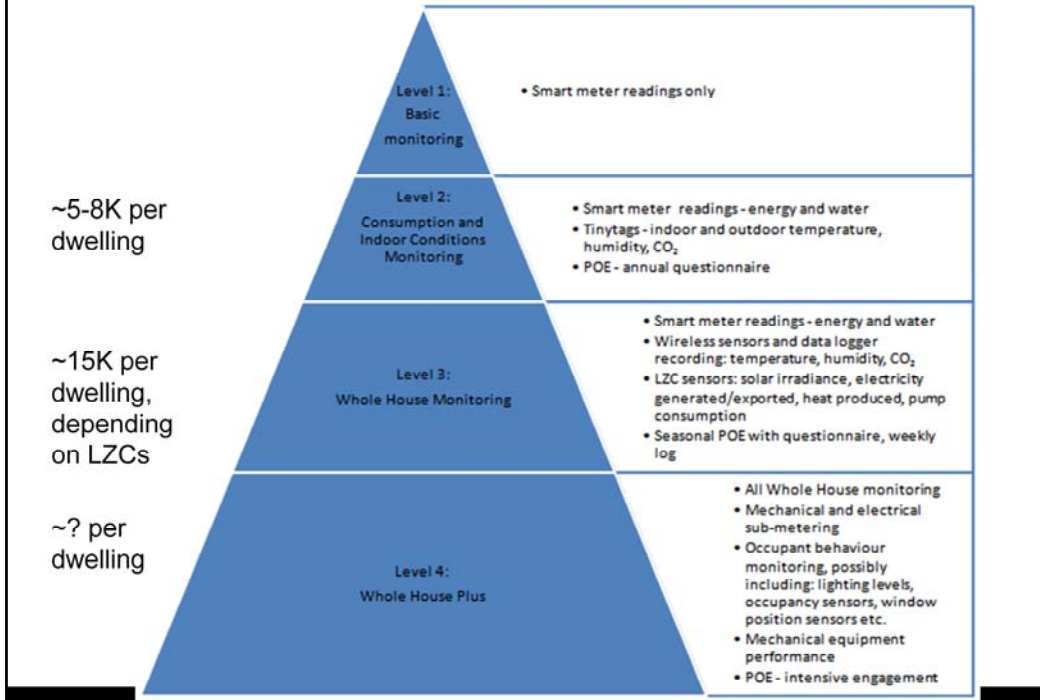 Level 1:
Basic
monitoring
• Smart meter readings only
~5-8K per
dwelling
Level 2:
Consumption and
Indoor Conditions
Monitoring
• Smart meter readings - energy and water
• Tinytags - indoor and outdoor temperature,
humidity, CO₂
• POE - annual questionnaire
~15K per
dwelling,
depending
on LZCs
Level 3:
Whole House Monitoring
• Smart meter readings - energy and water
• Wireless sensors and data logger
recording: temperature, humidity, CO₂
• LZC sensors: solar irradiance, electricity
generated/exported, heat produced, pump
consumption
• Seasonal POE with questionnaire, weekly
log
~? per
dwelling
Level 4:
Whole House Plus
• All Whole House monitoring
• Mechanical and electrical
sub-metering
• Occupant behaviour
monitoring, possibly
including: lighting levels,
occupancy sensors, window
position sensors etc.
• Mechanical equipment
performance
• POE - intensive engagement